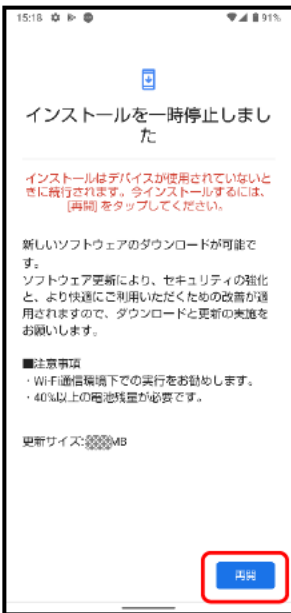 15:18 91%
インストールを一時停止しまし
た
インストールはデバイスが使用されていないと
きに続行されます。今インストールするには、
[再開] をタップしてください。
新しいソフトウェアのダウンロードが可能で
す。
ソフトウェア更新により、セキュリティの強化
と、より快適にご利用いただくための改善が適
用されますので、ダウンロードと更新の実施を
お願いします。
■注意事項
・Wi-Fi通信環境下での実行をお勧めします。
・40%以上の電池残量が必要です。
更新サイズ: MB
再開